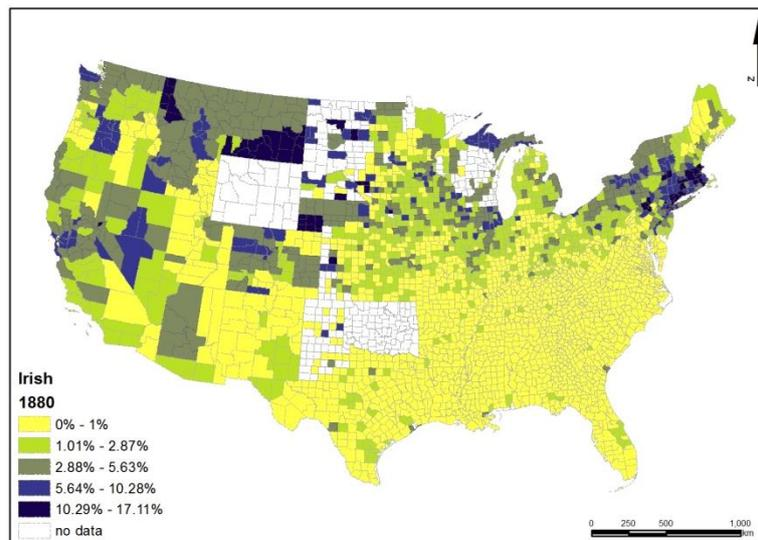 Z
Irish
1880
0% - 1%
1.01% - 2.87%
2.88% - 5.63%
5.64% - 10.28%
10.29% - 17.11%
no data
0 250 500 1,000
km